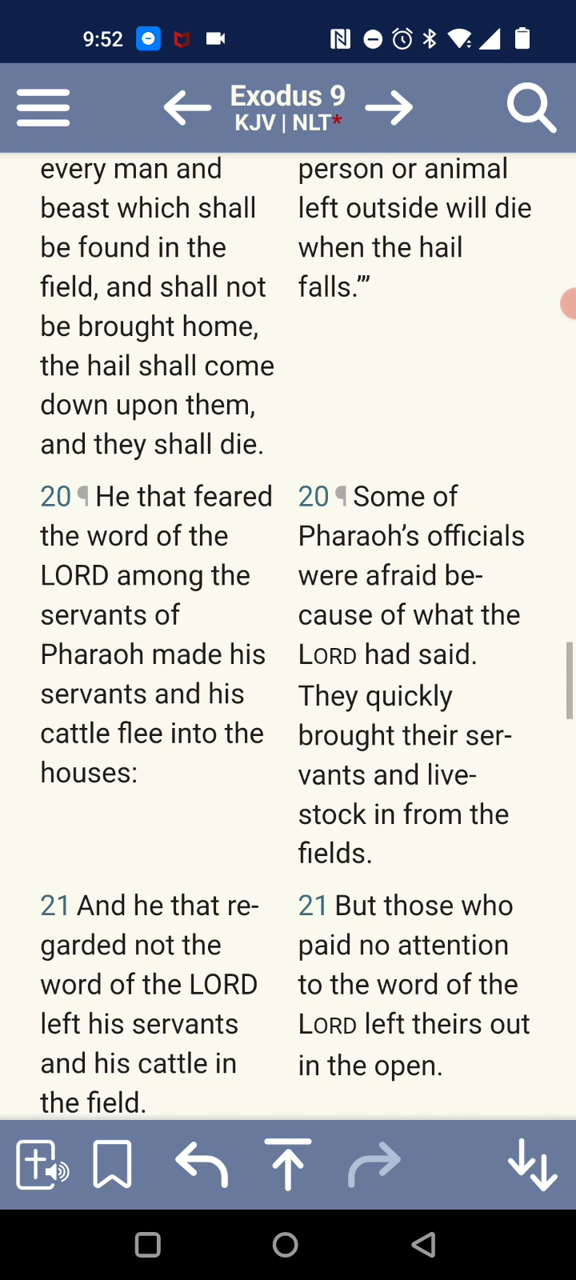 9:52
Exodus 9
KJV | NLT*
every man and
beast which shall
be found in the
field, and shall not
be brought home,
the hail shall come
down upon them,
and they shall die.
person or animal
left outside will die
when the hail
falls.’”
20 ¶ He that feared
the word of the
LORD among the
servants of
Pharaoh made his
servants and his
cattle flee into the
houses:
20 ¶ Some of
Pharaoh’s officials
were afraid be-
cause of what the
LORD had said.
They quickly
brought their ser-
vants and live-
stock in from the
fields.
21 And he that re-
garded not the
word of the LORD
left his servants
and his cattle in
the field.
21 But those who
paid no attention
to the word of the
LORD left theirs out
in the open.